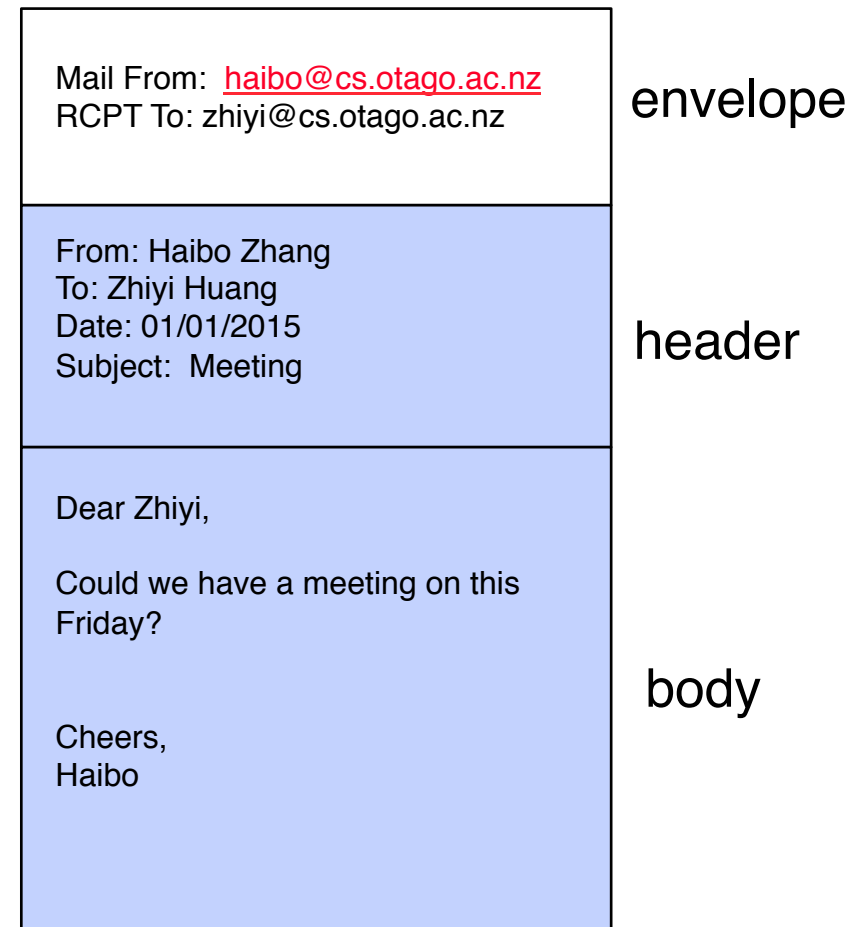 Mail From: haibo@cs.otago.ac.nz
RCPT To: zhiyi@cs.otago.ac.nz
envelope
From: Haibo Zhang
To: Zhiyi Huang
Date: 01/01/2015
Subject: Meeting
header
Dear Zhiyi,
Could we have a meeting on this
Friday?
body
Cheers,
Haibo